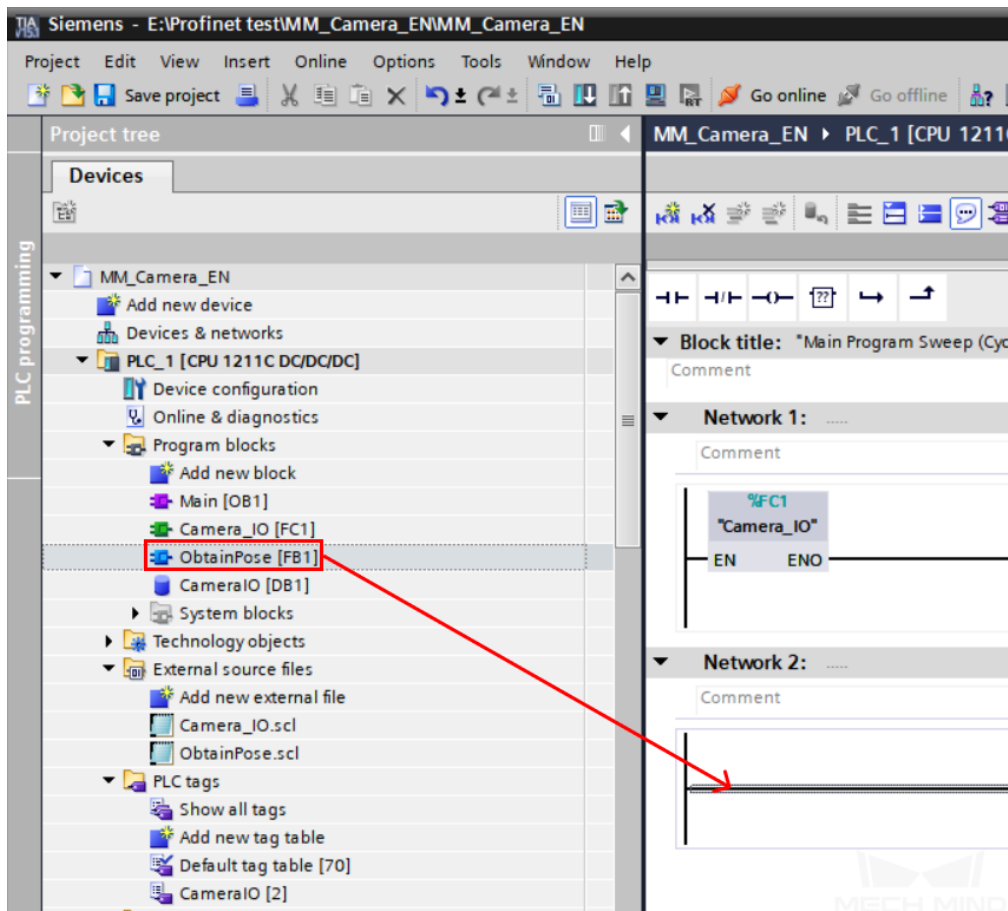 Siemens - E:\Profinet test\MM_Camera_EN\MM_Camera_EN
Project Edit View Insert Online Options Tools Window Help
Save project Go online Go offline
Project tree
MM_Camera_EN PLC_1 [CPU 1211
Devices
PLC programming
MM_Camera_EN
Add new device
Devices & networks
PLC_1 [CPU 1211C DC/DC/DC]
Device configuration
Online & diagnostics
Program blocks
Add new block
Main [OB1]
Camera_IO [FC1]
ObtainPose [FB1]
CameraIO [DB1]
System blocks
Technology objects
External source files
Add new external file
Camera_IO.scl
ObtainPose.scl
PLC tags
Show all tags
Add new tag table
Default tag table [70]
CameraIO [2]
??
Block title: "Main Program Sweep (Cyc
Comment
Network 1: .....
Comment
%FC1
"Camera_IO"
EN ENO
Network 2: .....
Comment
MECH MIND